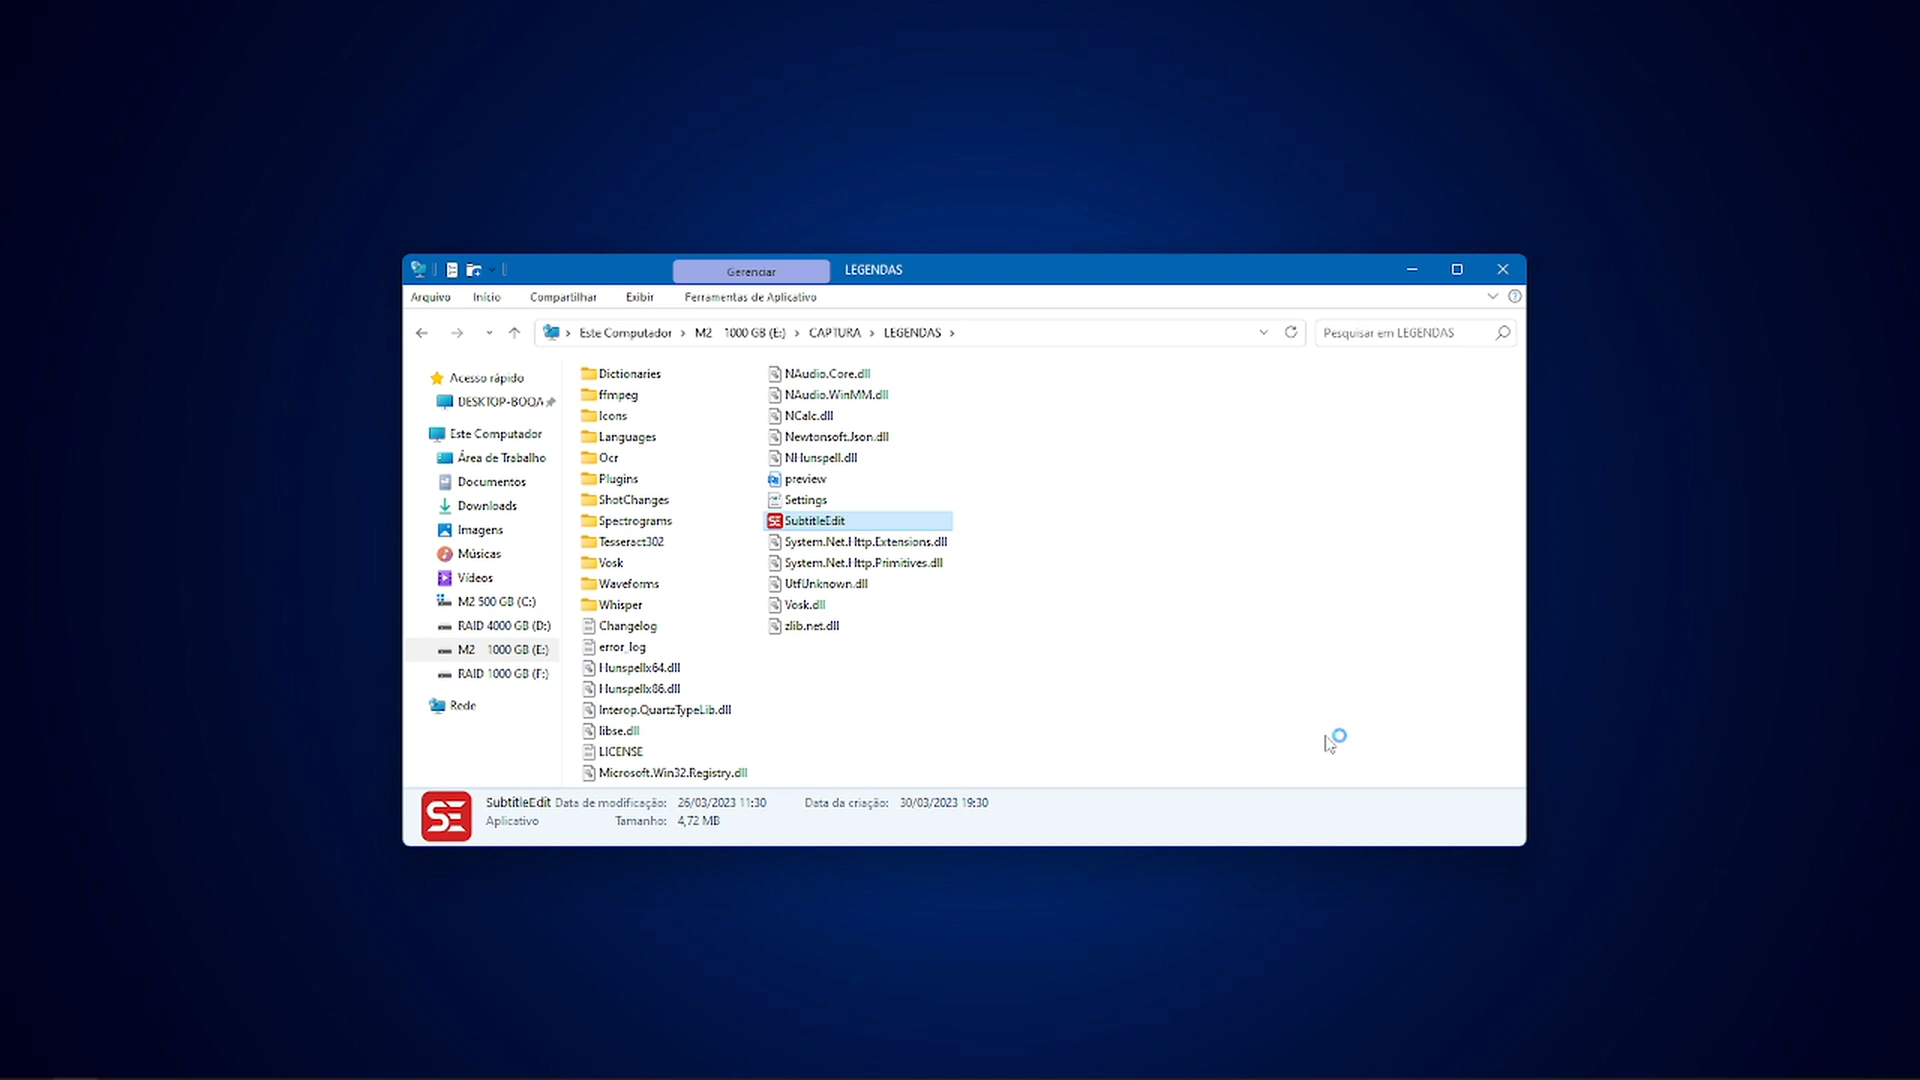 Gerenciar LEGENDAS
Arquivo Início Compartilhar Exibir Ferramentas de Aplicativo
Este Computador M2 1000 GB (E:) CAPTURA LEGENDAS Pesquisar em LEGENDAS
Acesso rápido
DESKTOP-BOQA
Este Computador
Área de Trabalho
Documentos
Downloads
Imagens
Músicas
Vídeos
M2 500 GB (C:)
RAID 4000 GB (D:)
M2 1000 GB (E:)
RAID 1000 GB (F:)
Rede
Dictionaries
ffmpeg
Icons
Languages
Ocr
Plugins
ShotChanges
Spectrograms
Tesseract302
Vosk
Waveforms
Whisper
Changelog
error_log
Hunspellx64.dll
Hunspellx86.dll
Interop.QuartzTypeLib.dll
libse.dll
LICENSE
Microsoft.Win32.Registry.dll
NAudio.Core.dll
NAudio.WinMM.dll
NCalc.dll
Newtonsoft.Json.dll
NHunspell.dll
preview
Settings
SE SubtitleEdit
System.Net.Http.Extensions.dll
System.Net.Http.Primitives.dll
UtfUnknown.dll
Vosk.dll
zlib.net.dll
SE
SubtitleEdit Data de modificação: 26/03/2023 11:30 Data da criação: 30/03/2023 19:30
Aplicativo Tamanho: 4,72 MB